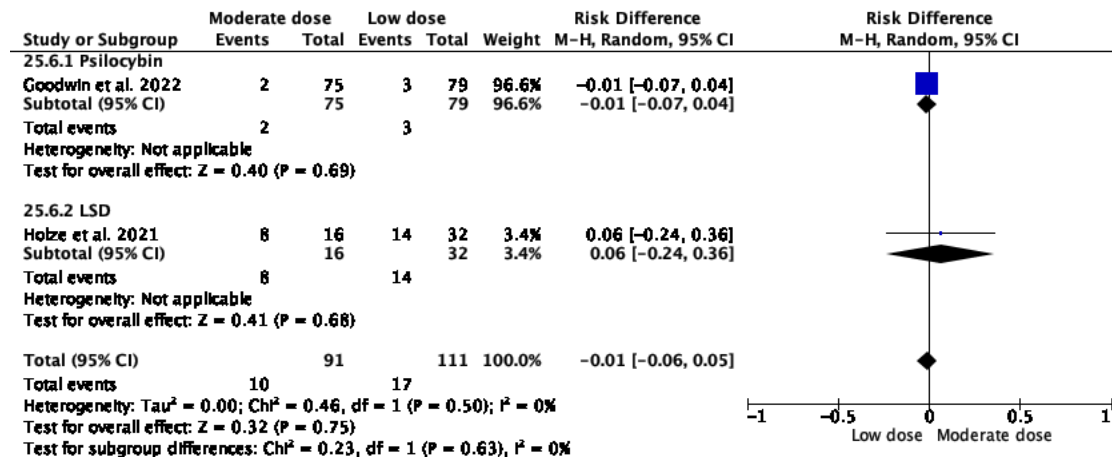 Moderate dose Low dose Risk Difference Risk Difference
Study or Subgroup Events Total Events Total Weight M-H, Random, 95% CI M-H, Random, 95% CI
25.6.1 Psilocybin
Goodwin et al. 2022 2 75 3 79 96.6% −0.01 [−0.07, 0.04]
Subtotal (95% CI) 75 79 96.6% −0.01 [−0.07, 0.04]
Total events 2 3
Heterogeneity: Not applicable
Test for overall effect: Z = 0.40 (P = 0.69)
25.6.2 LSD
Holze et al. 2021 8 16 14 32 3.4% 0.06 [−0.24, 0.36]
Subtotal (95% CI) 16 32 3.4% 0.06 [−0.24, 0.36]
Total events 8 14
Heterogeneity: Not applicable
Test for overall effect: Z = 0.41 (P = 0.68)
Total (95% CI) 91 111 100.0% −0.01 [−0.06, 0.05]
Total events 10 17
Heterogeneity: Tau² = 0.00; Chi² = 0.46, df = 1 (P = 0.50); I² = 0%
Test for overall effect: Z = 0.32 (P = 0.75)
Test for subgroup differences: Chi² = 0.23, df = 1 (P = 0.63), I² = 0%
−1 −0.5 0 0.5 1
Low dose Moderate dose